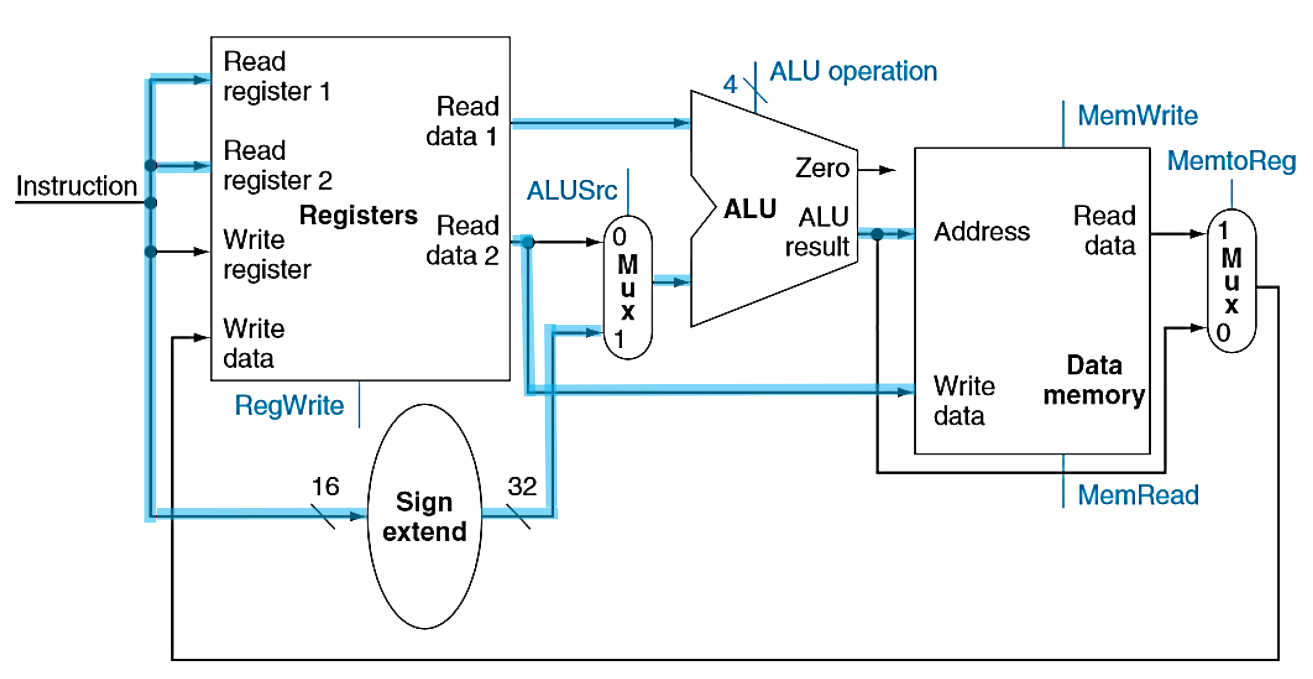 Read
register 1
Read
register 2
Write
register
Write
data
Registers
Read
data 1
Read
data 2
Instruction
RegWrite
16
Sign
extend
32
ALUSrc
0
M
u
x
1
4
ALU operation
Zero
ALU
ALU
result
MemWrite
Address
Read
data
Write
data
Data
memory
MemRead
MemtoReg
1
M
u
x
0